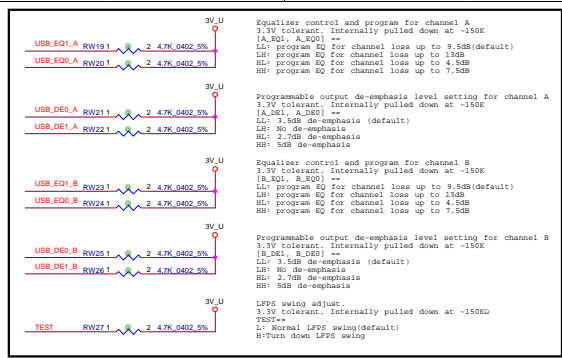 3V_U
USB_EQ1_A RW19 1 2 4.7K_0402_5%
USB_EQ0_A RW20 1 2 4.7K_0402_5%
Equalizer control and program for channel A
3.3V tolerant. Internally pulled down at ~150K
[A_EQ1, A_EQ0] ==
LL: program EQ for channel loss up to 9.5dB(default)
LH: program EQ for channel loss up to 13dB
HL: program EQ for channel loss up to 4.5dB
HH: program EQ for channel loss up to 7.5dB
3V_U
USB_DE0_A RW21 1 2 4.7K_0402_5%
USB_DE1_A RW22 1 2 4.7K_0402_5%
Programmable output de-emphasis level setting for channel A
3.3V tolerant. Internally pulled down at ~150K
[A_DE1, A_DE0] ==
LL: 3.5dB de-emphasis (default)
LH: No de-emphasis
HL: 2.7dB de-emphasis
HH: 5dB de-emphasis
3V_U
USB_EQ1_B RW23 1 2 4.7K_0402_5%
USB_EQ0_B RW24 1 2 4.7K_0402_5%
Equalizer control and program for channel B
3.3V tolerant. Internally pulled down at ~150K
[B_EQ1, B_EQ0] ==
LL: program EQ for channel loss up to 9.5dB(default)
LH: program EQ for channel loss up to 13dB
HL: program EQ for channel loss up to 4.5dB
HH: program EQ for channel loss up to 7.5dB
3V_U
USB_DE0_B RW25 1 2 4.7K_0402_5%
USB_DE1_B RW26 1 2 4.7K_0402_5%
Programmable output de-emphasis level setting for channel B
3.3V tolerant. Internally pulled down at ~150K
[B_DE1, B_DE0] ==
LL: 3.5dB de-emphasis (default)
LH: No de-emphasis
HL: 2.7dB de-emphasis
HH: 5dB de-emphasis
3V_U
TEST RW27 1 2 4.7K_0402_5%
LFPS swing adjust.
3.3V tolerant. Internally pulled down at ~150KΩ
TEST==
L: Normal LFPS swing(default)
H:Turn down LFPS swing